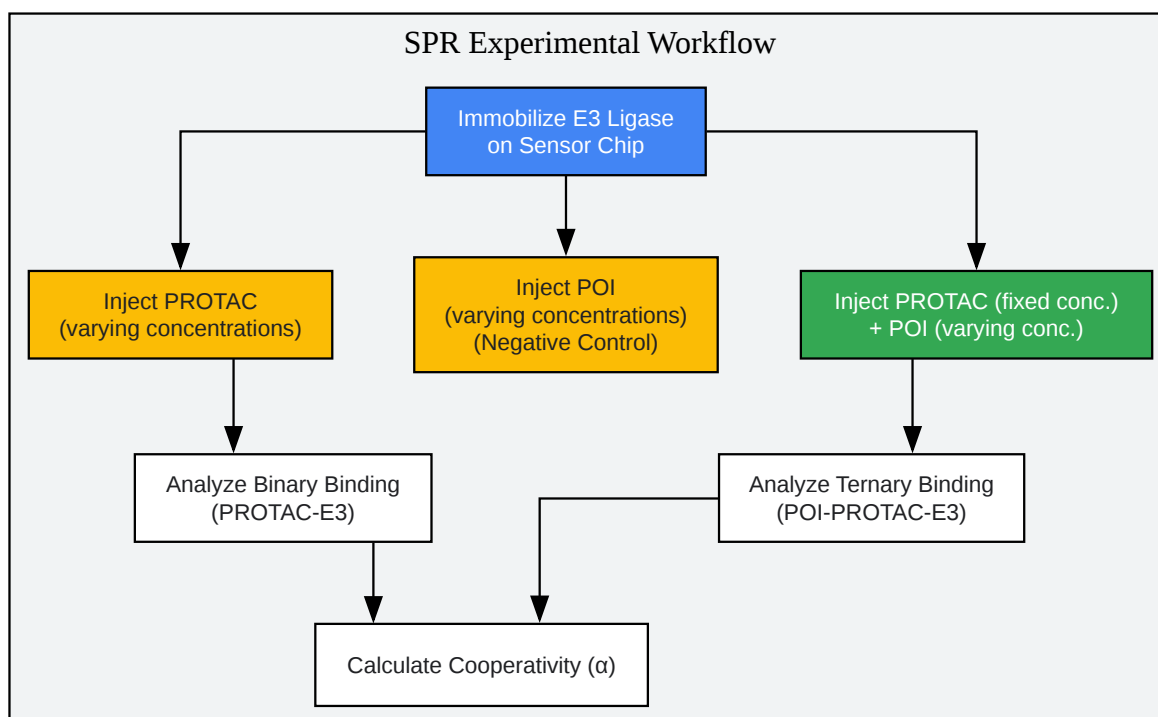 SPR Experimental Workflow
Immobilize E3 Ligase
on Sensor Chip
Inject PROTAC
(varying concentrations)
Inject POI
(varying concentrations)
(Negative Control)
Inject PROTAC (fixed conc.)
+ POI (varying conc.)
Analyze Binary Binding
(PROTAC-E3)
Analyze Ternary Binding
(POI-PROTAC-E3)
Calculate Cooperativity (α)